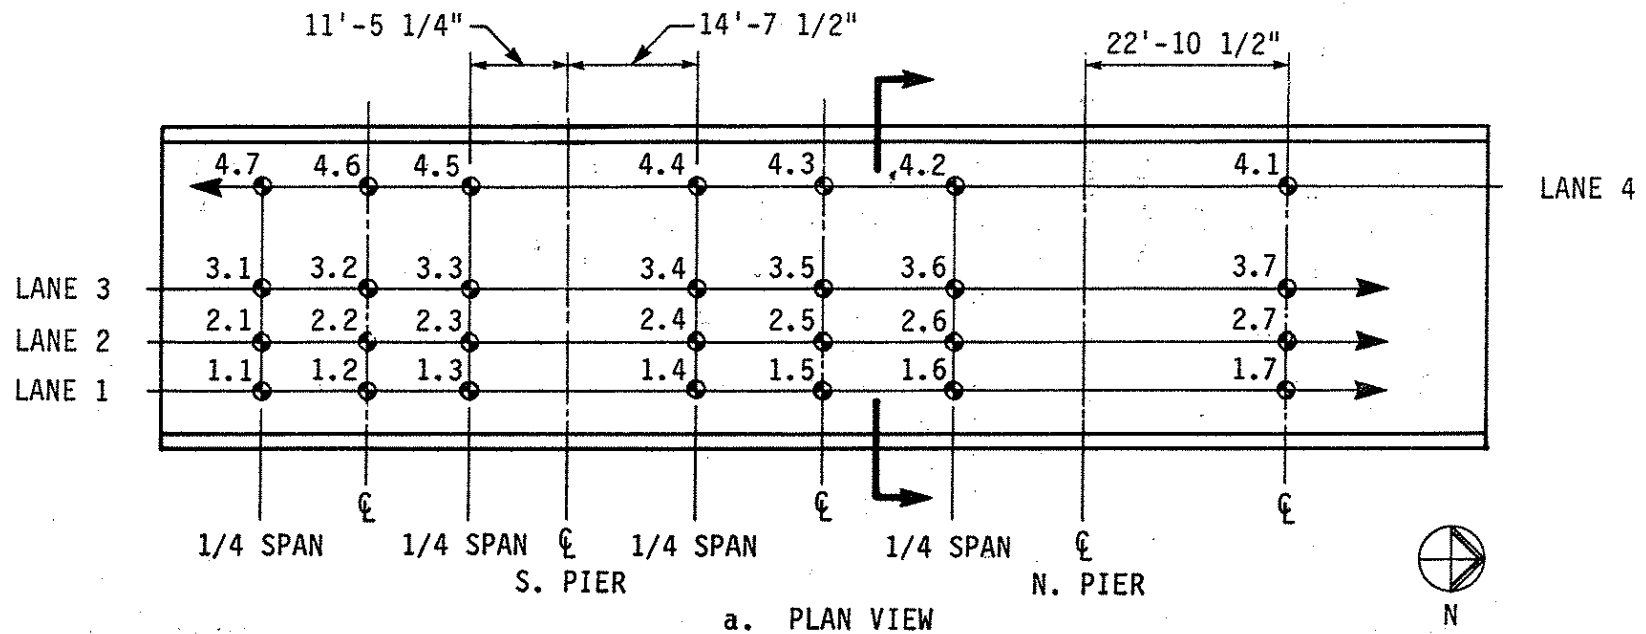 11'-5 1/4"
14'-7 1/2"
22'-10 1/2"
4.7 4.6 4.5 4.4 4.3 4.2 4.1
LANE 4
3.1 3.2 3.3 3.4 3.5 3.6 3.7
LANE 3
2.1 2.2 2.3 2.4 2.5 2.6 2.7
LANE 2
1.1 1.2 1.3 1.4 1.5 1.6 1.7
LANE 1
℄ ℄ ℄
1/4 SPAN 1/4 SPAN ℄ 1/4 SPAN 1/4 SPAN ℄
S. PIER N. PIER
N
a. PLAN VIEW